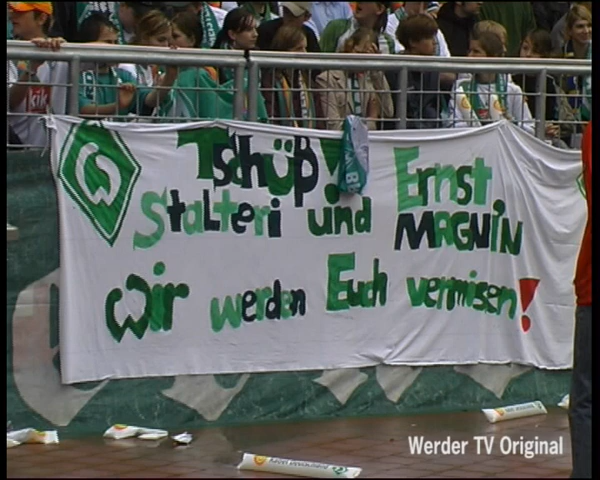 Tschüß! Ernst,
Stalteri und MAGNIN
wir werden Euch vermissen!
Werder TV Original